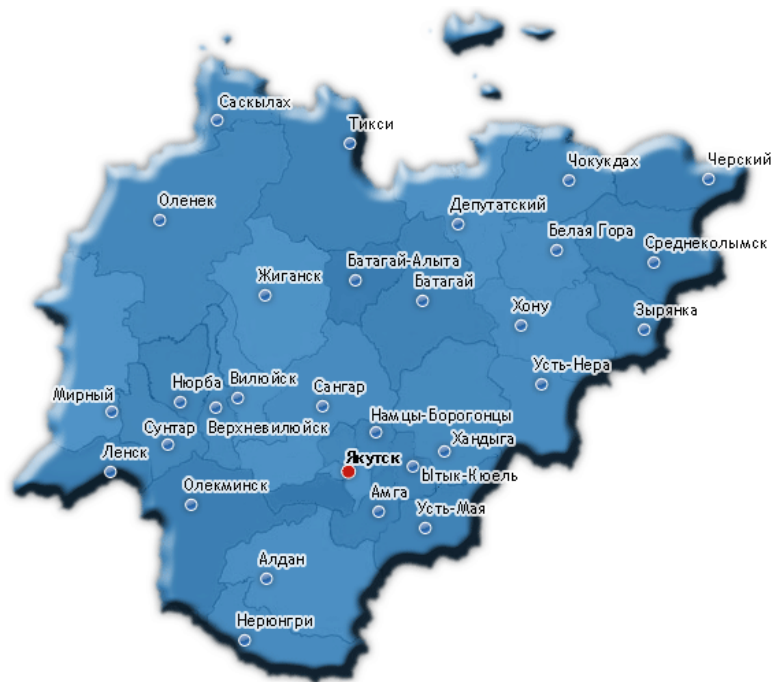 Саскылах
Тикси
Чокукдах
Черский
Оленек
Депутатский
Белая Гора
Среднеколымск
Жиганск
Батагай-Алыта
Батагай
Хону
Зырянка
Усть-Нера
Мирный
Нюрба
Вилюйск
Сангар
Сунтар
Верхневилюйск
Намцы-Борогонцы
Хандыга
Ленск
Якутск
Ытык-Кюель
Олекминск
Амга
Усть-Мая
Алдан
Нерюнгри